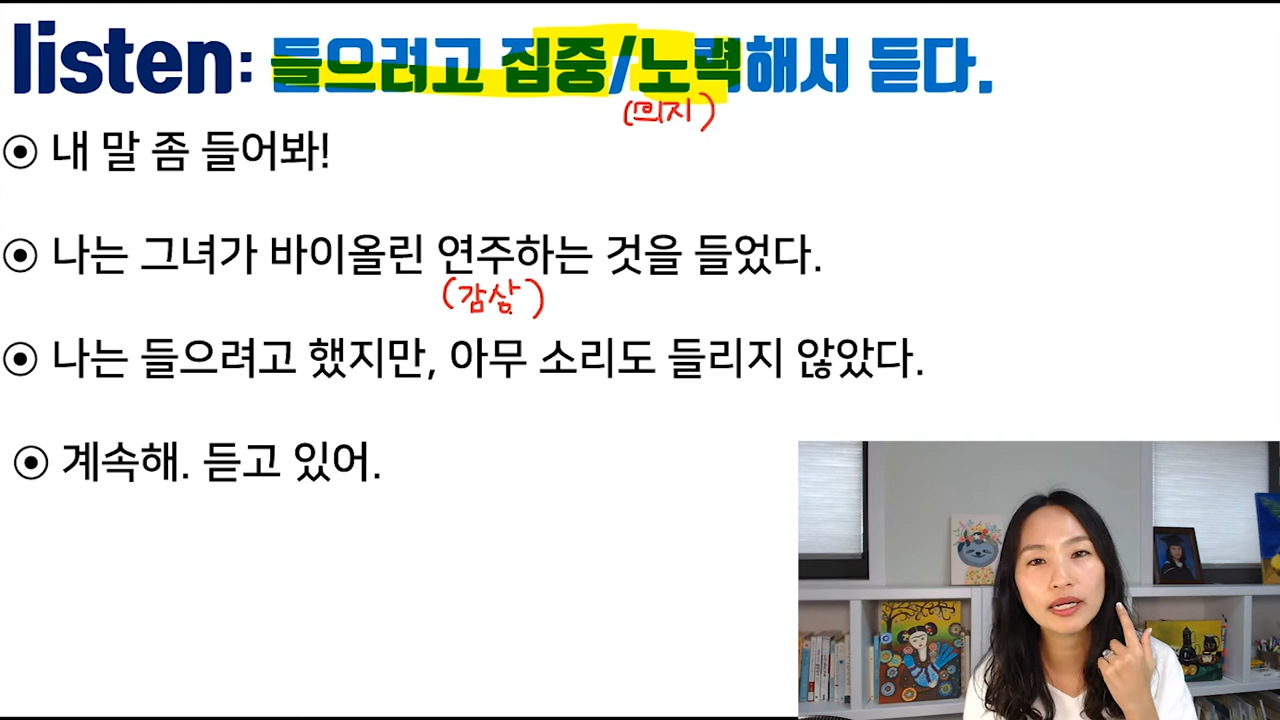 listen: 들으려고 집중/노력해서 듣다.
(의지)
내 말 좀 들어봐!
나는 그녀가 바이올린 연주하는 것을 들었다.
(감상)
나는 들으려고 했지만, 아무 소리도 들리지 않았다.
계속해. 듣고 있어.